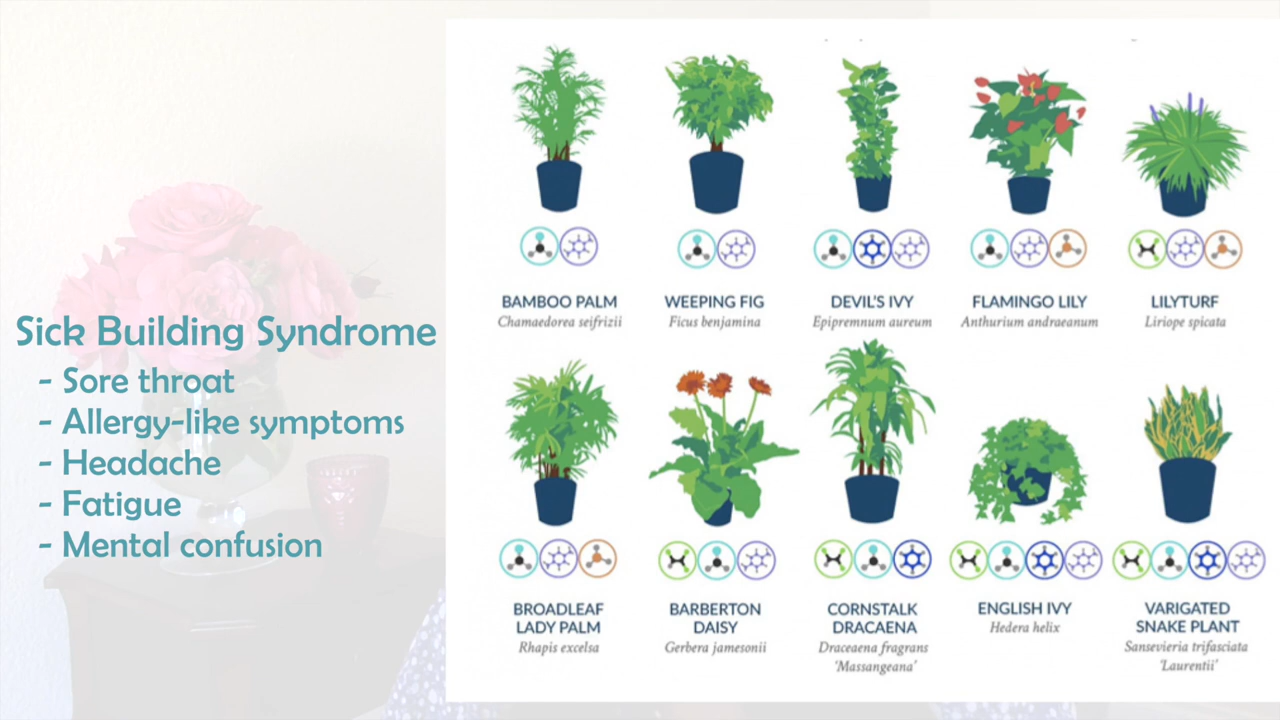 Sick Building Syndrome
- Sore throat
- Allergy-like symptoms
- Headache
- Fatigue
- Mental confusion
BAMBOO PALM
Chamaedorea seifrizii
WEEPING FIG
Ficus benjamina
DEVIL'S IVY
Epipremnum aureum
FLAMINGO LILY
Anthurium andraeanum
LILYTURF
Liriope spicata
BROADLEAF
LADY PALM
Rhapis excelsa
BARBERTON
DAISY
Gerbera jamesonii
CORNSTALK
DRACAENA
Draceaena fragrans
'Massangeana'
ENGLISH IVY
Hedera helix
VARIGATED
SNAKE PLANT
Sansevieria trifasciata
'Laurentii'